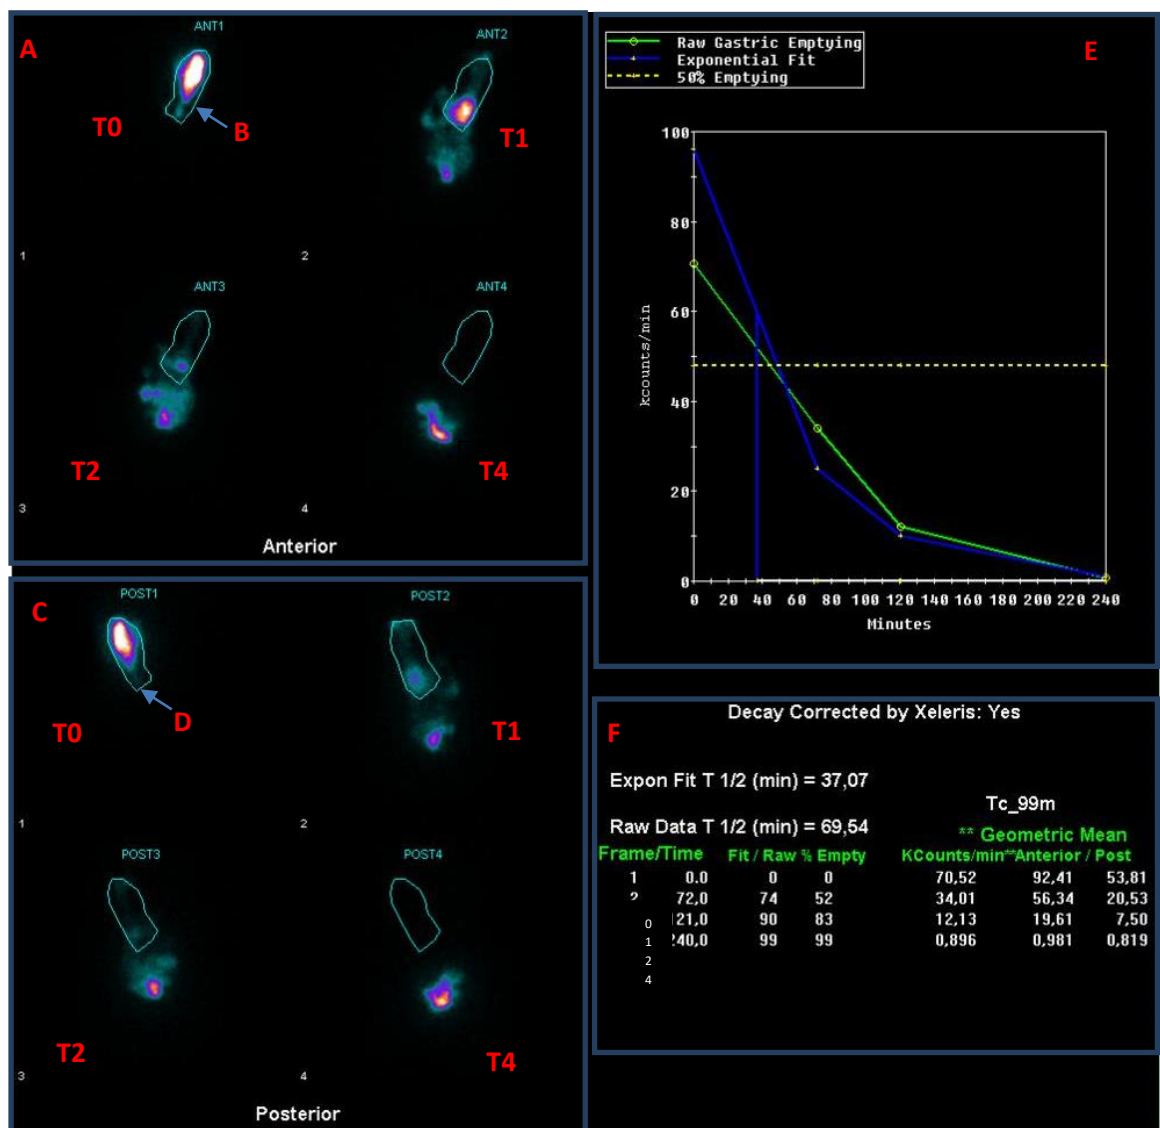 A
ANT1
T0
B
1
ANT2
T1
2
ANT3
T2
3
ANT4
T4
4
Anterior
C
POST1
T0
D
1
POST2
T1
2
POST3
T2
3
POST4
T4
4
Posterior
E
Raw Gastric Emptying
Exponential Fit
50% Emptying
kcounts/min
100
80
60
40
20
0
0 20 40 60 80 100 120 140 160 180 200 220 240
Minutes
F
Decay Corrected by Xeleris: Yes
Expon Fit T 1/2 (min) = 37,07
Tc_99m
Raw Data T 1/2 (min) = 69,54
** Geometric Mean
Frame/Time Fit / Raw % Empty KCounts/min**Anterior / Post
1 0.0 0 0 70,52 92,41 53,81
72,0 74 52 34,01 56,34 20,53
0
121,0 90 83 12,13 19,61 7,50
1
240,0 99 99 0,896 0,981 0,819
2
4